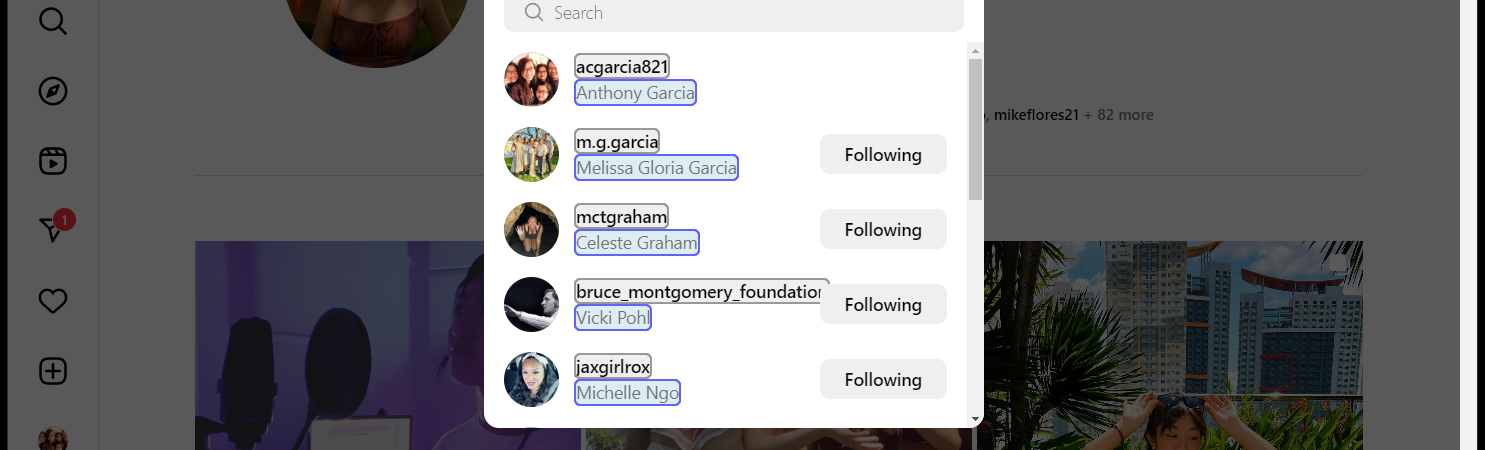 Search
acgarcia821
Anthony Garcia
, mikeflores21 + 82 more
m.g.garcia
Melissa Gloria Garcia
Following
mctgraham
Celeste Graham
Following
1
bruce_montgomery_foundation
Vicki Pohl
Following
jaxgirlrox
Michelle Ngo
Following